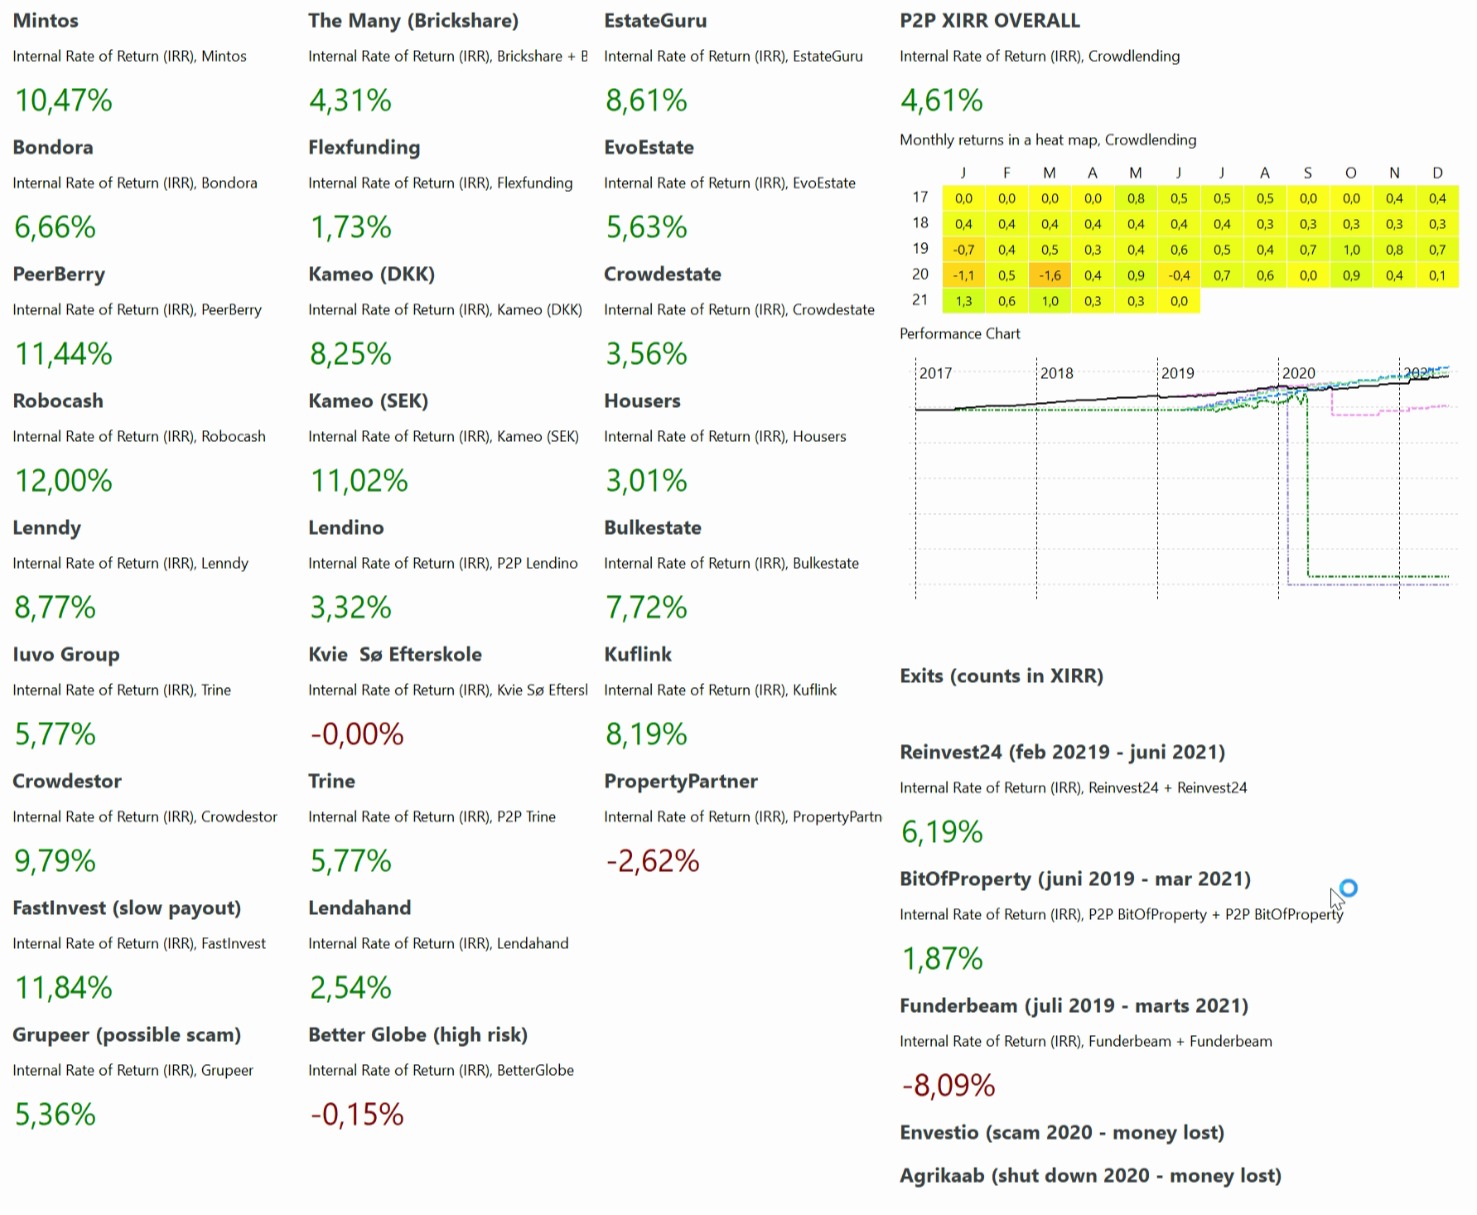 Mintos
Internal Rate of Return (IRR), Mintos
10,47%
Bondora
Internal Rate of Return (IRR), Bondora
6,66%
PeerBerry
Internal Rate of Return (IRR), PeerBerry
11,44%
Robocash
Internal Rate of Return (IRR), Robocash
12,00%
Lenndy
Internal Rate of Return (IRR), Lenndy
8,77%
Iuvo Group
Internal Rate of Return (IRR), Trine
5,77%
Crowdestor
Internal Rate of Return (IRR), Crowdestor
9,79%
FastInvest (slow payout)
Internal Rate of Return (IRR), FastInvest
11,84%
Grupeer (possible scam)
Internal Rate of Return (IRR), Grupeer
5,36%
The Many (Brickshare)
Internal Rate of Return (IRR), Brickshare + B
4,31%
Flexfunding
Internal Rate of Return (IRR), Flexfunding
1,73%
Kameo (DKK)
Internal Rate of Return (IRR), Kameo (DKK)
8,25%
Kameo (SEK)
Internal Rate of Return (IRR), Kameo (SEK)
11,02%
Lendino
Internal Rate of Return (IRR), P2P Lendino
3,32%
Kvie Sø Efterskole
Internal Rate of Return (IRR), Kvie Sø Eftersl
-0,00%
Trine
Internal Rate of Return (IRR), P2P Trine
5,77%
Lendahand
Internal Rate of Return (IRR), Lendahand
2,54%
Better Globe (high risk)
Internal Rate of Return (IRR), BetterGlobe
-0,15%
EstateGuru
Internal Rate of Return (IRR), EstateGuru
8,61%
EvoEstate
Internal Rate of Return (IRR), EvoEstate
5,63%
Crowdestate
Internal Rate of Return (IRR), Crowdestate
3,56%
Housers
Internal Rate of Return (IRR), Housers
3,01%
Bulkestate
Internal Rate of Return (IRR), Bulkestate
7,72%
Kuflink
Internal Rate of Return (IRR), Kuflink
8,19%
PropertyPartner
Internal Rate of Return (IRR), PropertyPartn
-2,62%
P2P XIRR OVERALL
Internal Rate of Return (IRR), Crowdlending
4,61%
Monthly returns in a heat map, Crowdlending
J F M A M J J A S O N D
17 0,0 0,0 0,0 0,0 0,8 0,5 0,5 0,5 0,0 0,0 0,4 0,4
18 0,4 0,4 0,4 0,4 0,4 0,4 0,4 0,3 0,3 0,3 0,3 0,3
19 -0,7 0,4 0,5 0,3 0,4 0,6 0,5 0,4 0,7 1,0 0,8 0,7
20 -1,1 0,5 -1,6 0,4 0,9 -0,4 0,7 0,6 0,0 0,9 0,4 0,1
21 1,3 0,6 1,0 0,3 0,3 0,0
Performance Chart
2017 2018 2019 2020 2021
Exits (counts in XIRR)
Reinvest24 (feb 20219 - juni 2021)
Internal Rate of Return (IRR), Reinvest24 + Reinvest24
6,19%
BitOfProperty (juni 2019 - mar 2021)
Internal Rate of Return (IRR), P2P BitOfProperty + P2P BitOfProperty
1,87%
Funderbeam (juli 2019 - marts 2021)
Internal Rate of Return (IRR), Funderbeam + Funderbeam
-8,09%
Envestio (scam 2020 - money lost)
Agrikaab (shut down 2020 - money lost)